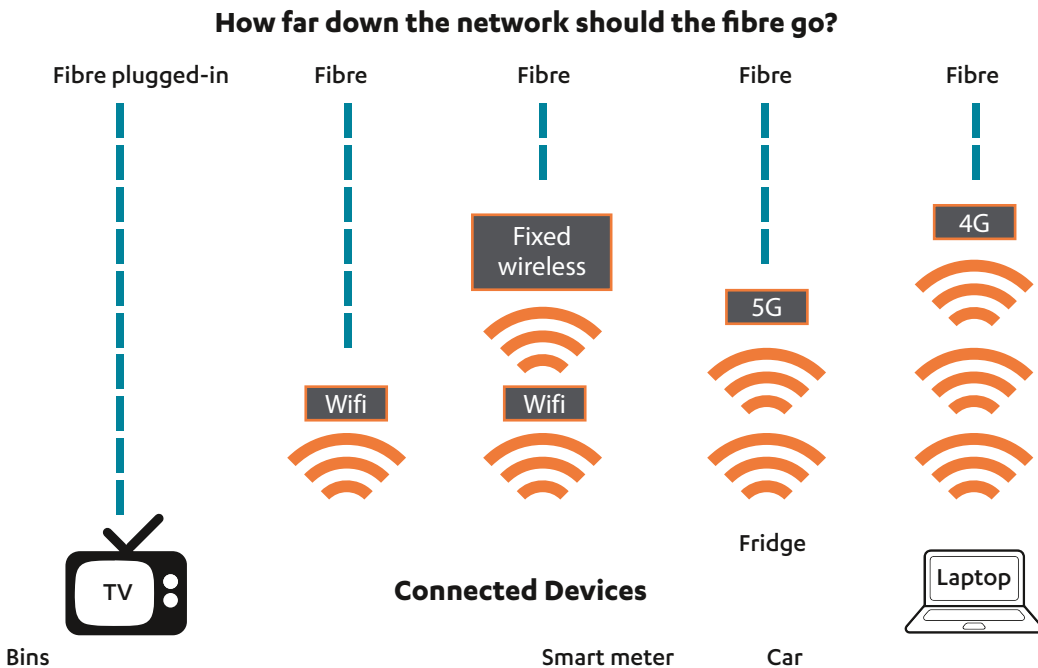 How far down the network should the fibre go?
Fibre plugged-in
Fibre
Fibre
Fibre
Fibre
4G
Fixed
wireless
5G
Wifi
Wifi
Fridge
TV
Connected Devices
Laptop
Bins
Smart meter
Car